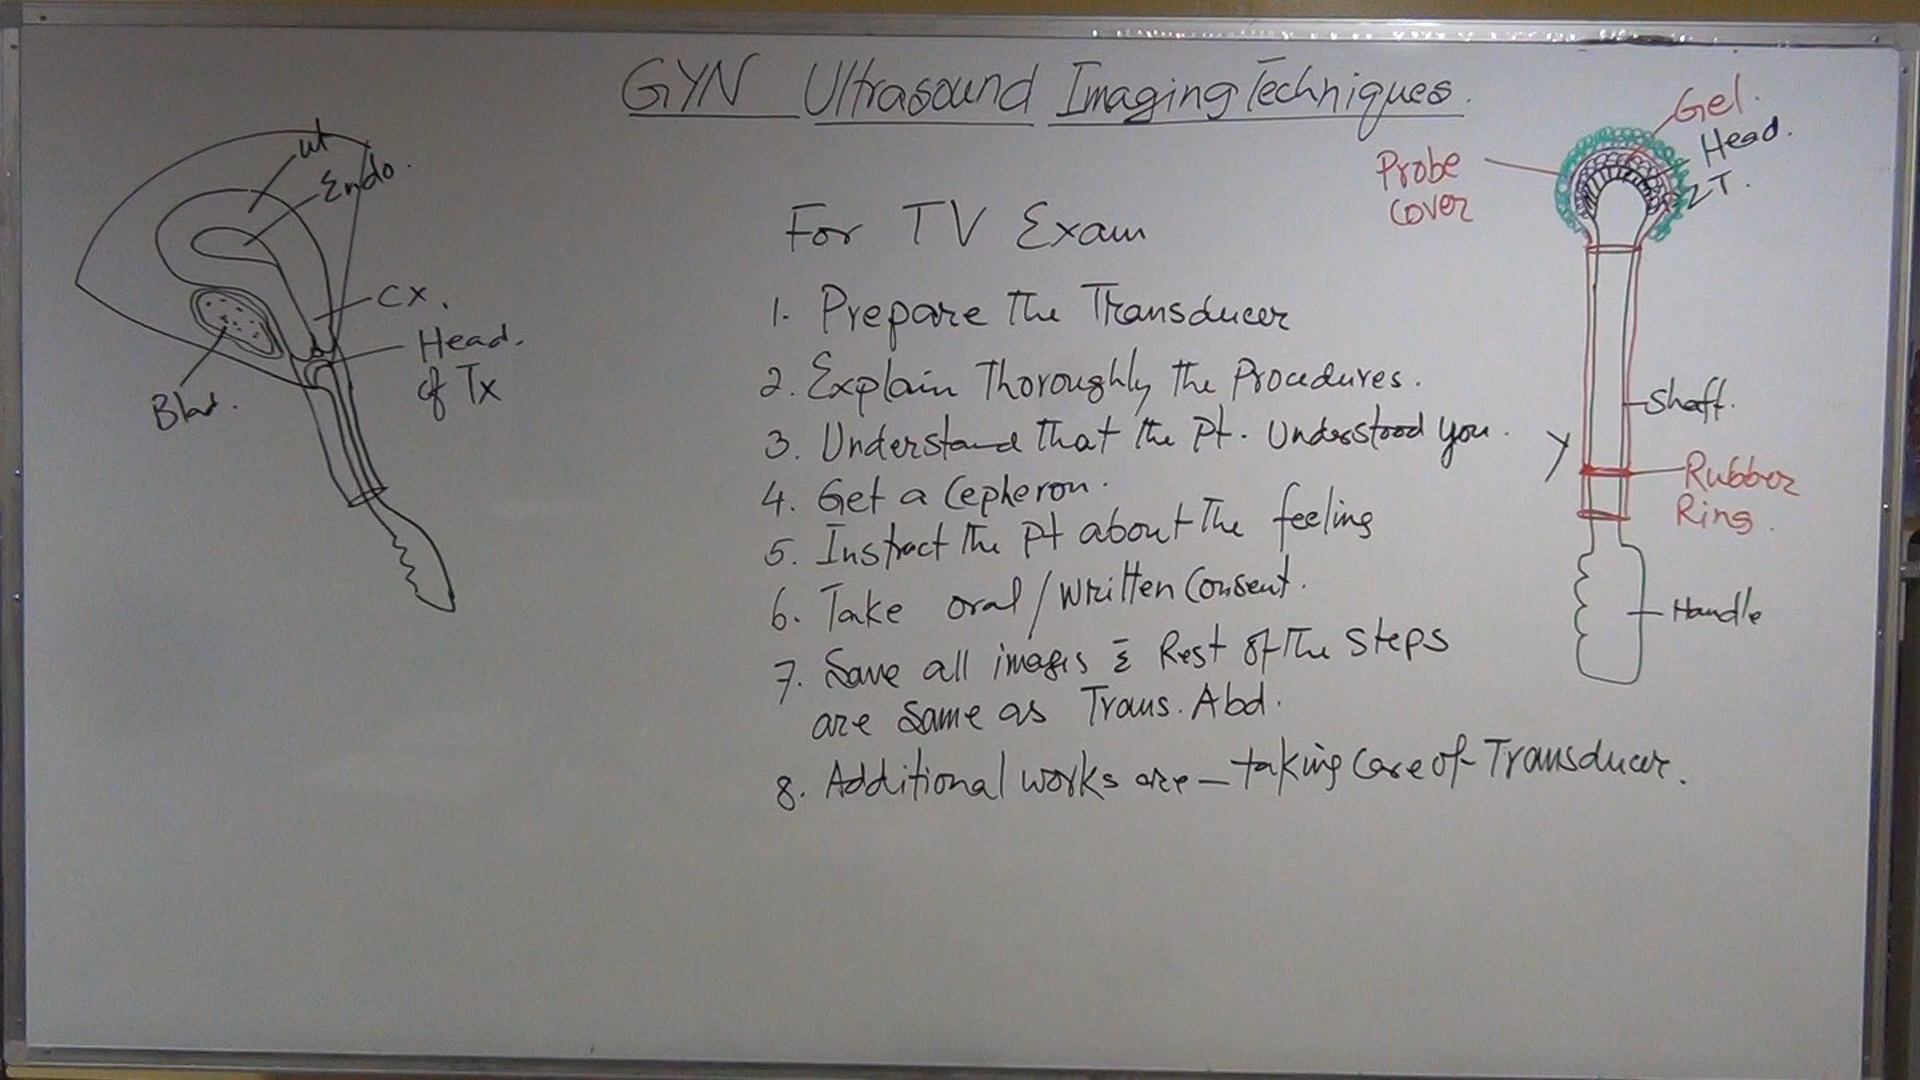 GYN Ultrasound Imaging Techniques.
ut
Endo.
CX.
Head.
of Tx
Blad.
For TV Exam
1. Prepare the Transducer
2. Explain Thoroughly the Procedures.
3. Understand that the Pt. Understood you.
4. Get a Cepheron.
5. Instruct the Pt about the feeling
6. Take oral/written Consent.
7. Save all images & Rest of the steps
are same as Trans. Abd.
8. Additional works are - taking care of Transducer.
Gel.
Head.
Probe
cover
Shaft.
Rubber
Ring.
Handle